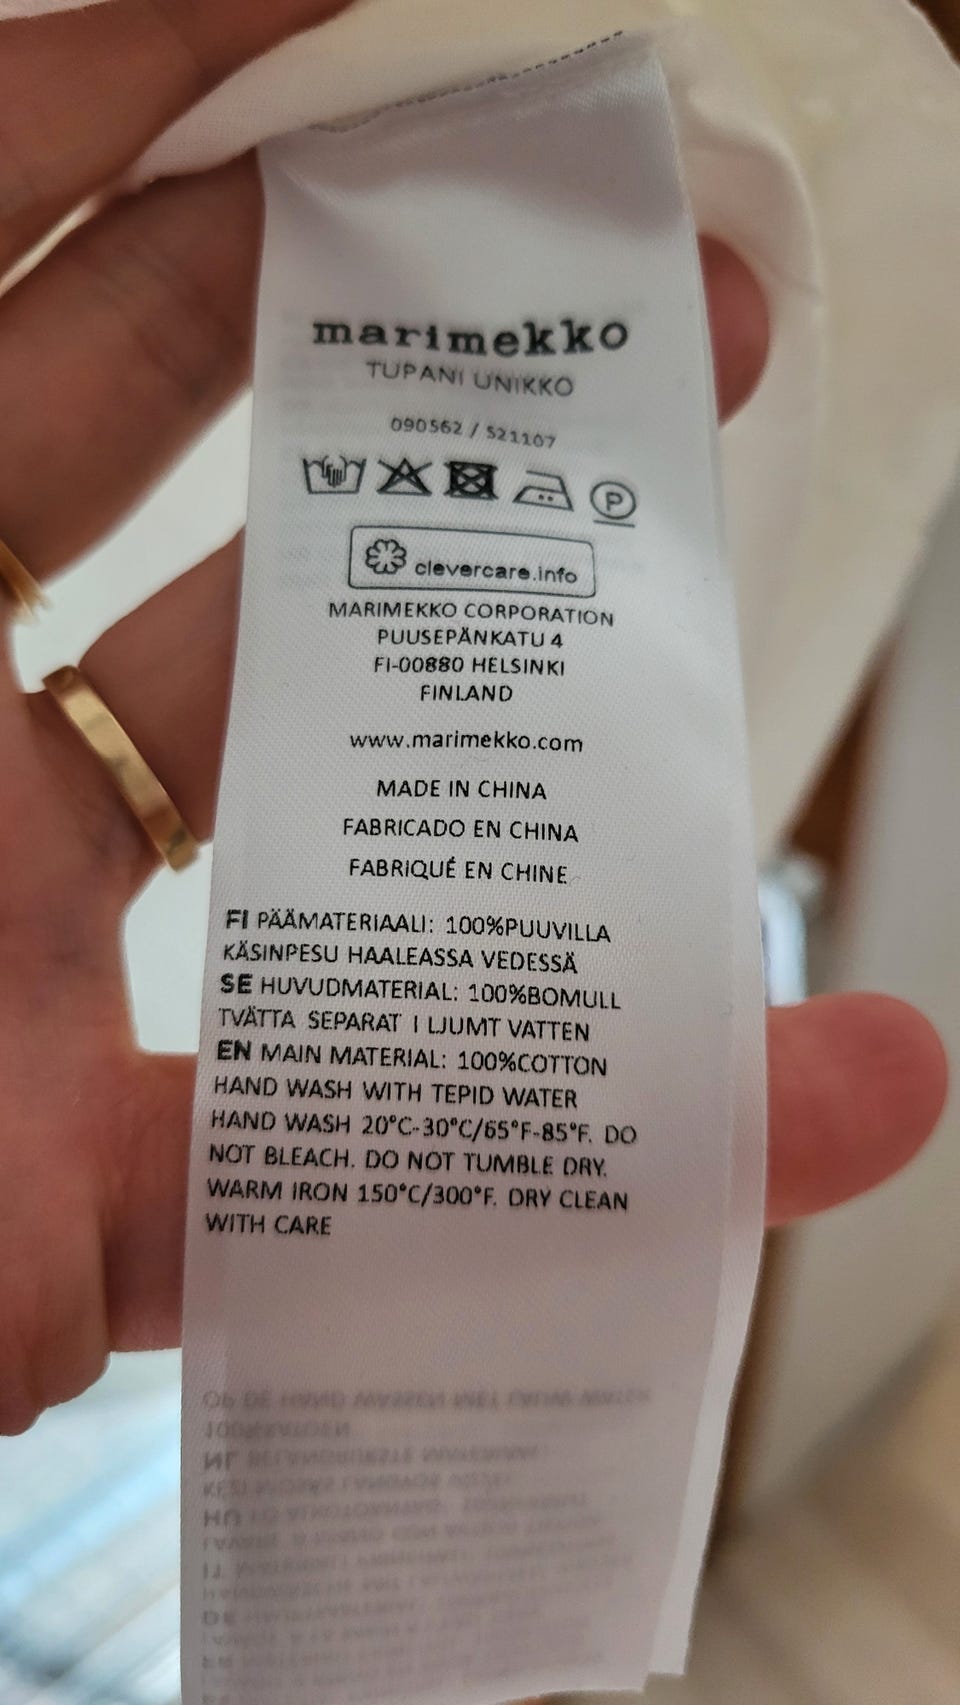 marimekko
TUPANI UNIKKO
090562 / 521107
P
clevercare.info
MARIMEKKO CORPORATION
PUUSEPÄNKATU 4
FI-00880 HELSINKI
FINLAND
www.marimekko.com
MADE IN CHINA
FABRICADO EN CHINA
FABRIQUÉ EN CHINE
FI PÄÄMATERIAALI: 100%PUUVILLA
KÄSINPESU HAALEASSA VEDESSÄ
SE HUVUDMATERIAL: 100%BOMULL
TVÄTTA SEPARAT I LJUMT VATTEN
EN MAIN MATERIAL: 100%COTTON
HAND WASH WITH TEPID WATER
HAND WASH 20°C-30°C/65°F-85°F. DO
NOT BLEACH. DO NOT TUMBLE DRY.
WARM IRON 150°C/300°F. DRY CLEAN
WITH CARE